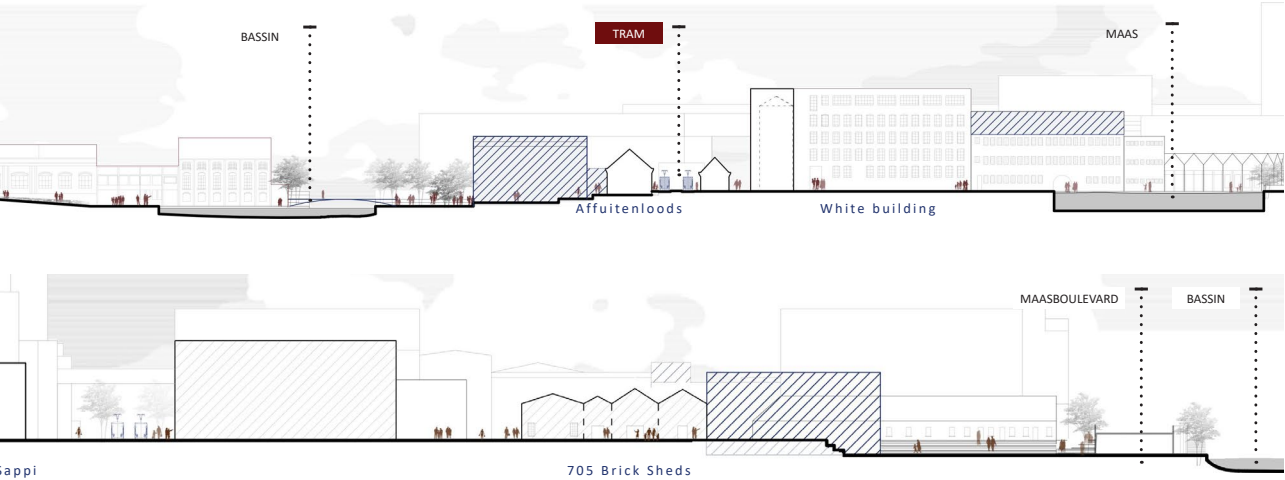 BASSIN
TRAM
MAAS
Affuitenloods
White building
MAASBOULEVARD
BASSIN
Sappi
705 Brick Sheds